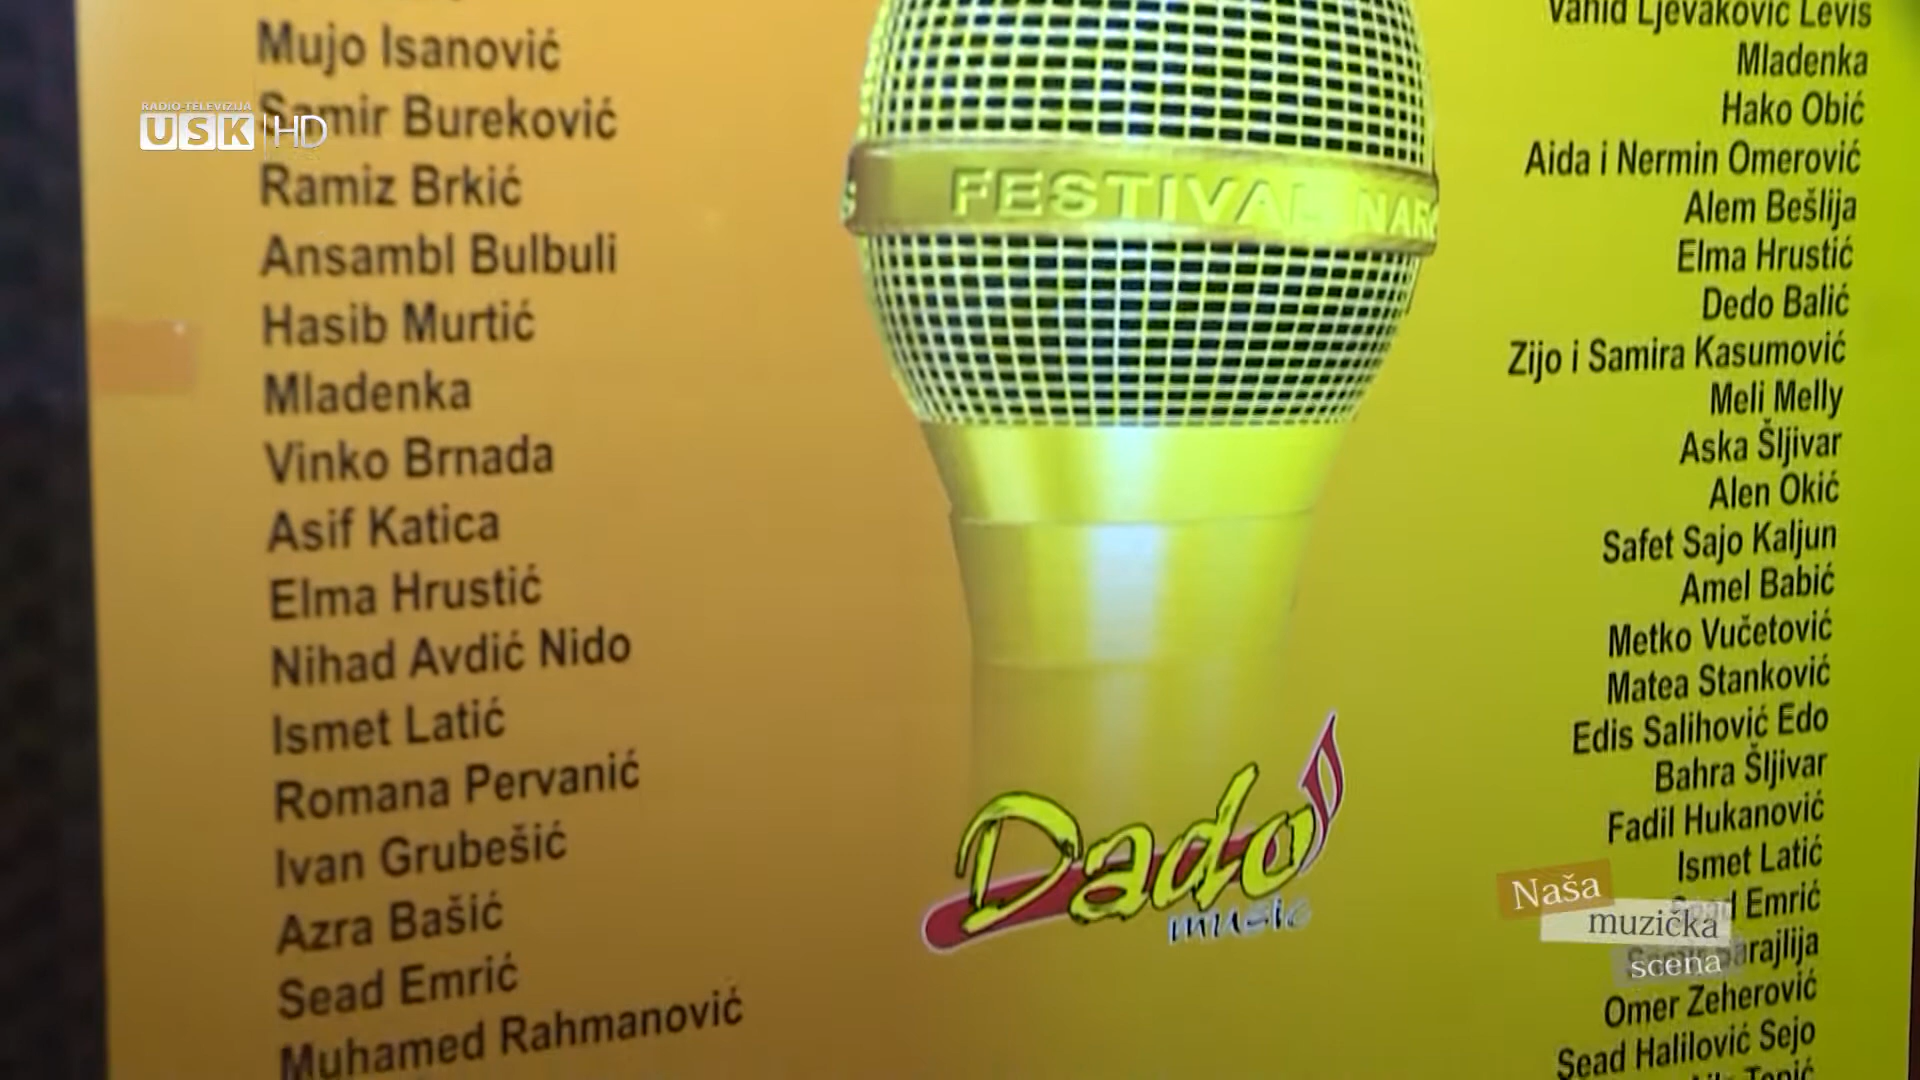 Mujo Isanović
Samir Bureković
Ramiz Brkić
Ansambl Bulbuli
Hasib Murtić
Mladenka
Vinko Brnada
Asif Katica
Elma Hrustić
Nihad Avdić Nido
Ismet Latić
Romana Pervanić
Ivan Grubešić
Azra Bašić
Sead Emrić
Muhamed Rahmanović
RADIO-TELEVIZIJA
USK HD
FESTIVAL
Dado
music
Vahid Ljevaković Levis
Mladenka
Hako Obić
Aida i Nermin Omerović
Alem Bešlija
Elma Hrustić
Dedo Balić
Zijo i Samira Kasumović
Meli Melly
Aska Šljivar
Alen Okić
Safet Sajo Kaljun
Amel Babić
Metko Vučetović
Matea Stanković
Edis Salihović Edo
Bahra Šljivar
Fadil Hukanović
Ismet Latić
Sead Emrić
Sarajlija
Omer Zeherović
Sead Halilović Sejo
Naša
muzička
scena